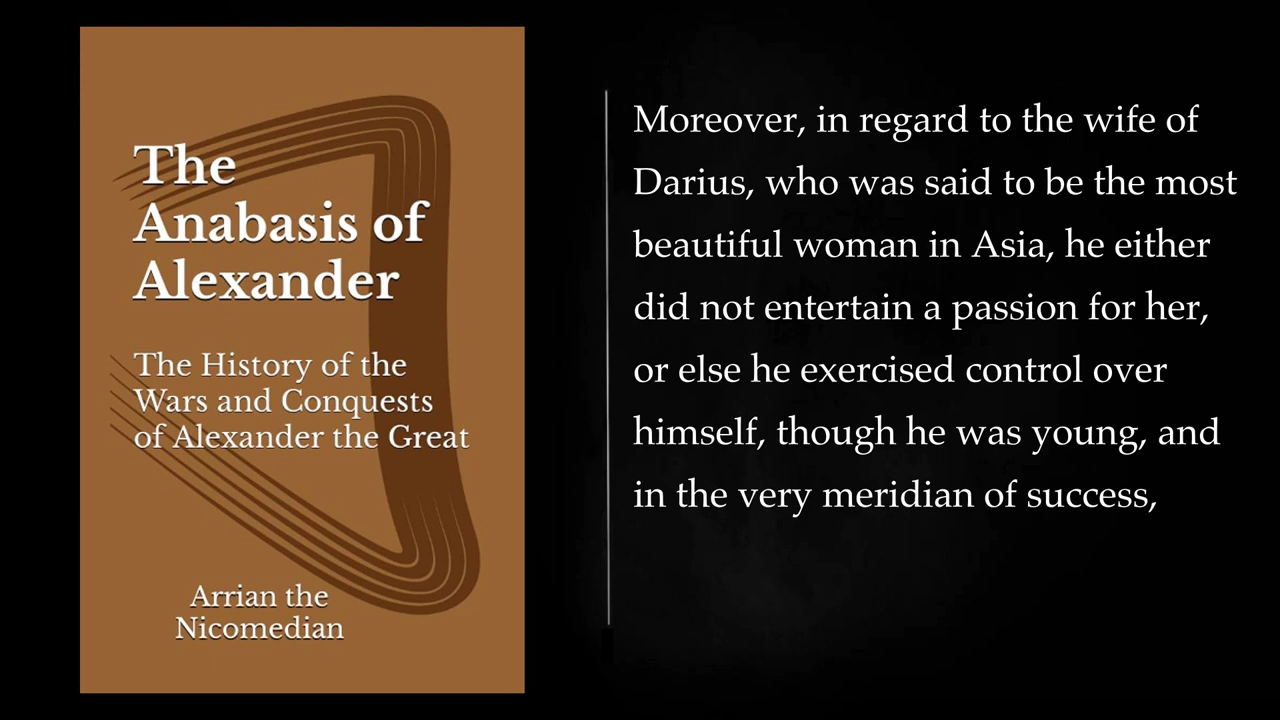 The
Anabasis of
Alexander
The History of the
Wars and Conquests
of Alexander the Great
Arrian the
Nicomedian
Moreover, in regard to the wife of
Darius, who was said to be the most
beautiful woman in Asia, he either
did not entertain a passion for her,
or else he exercised control over
himself, though he was young, and
in the very meridian of success,